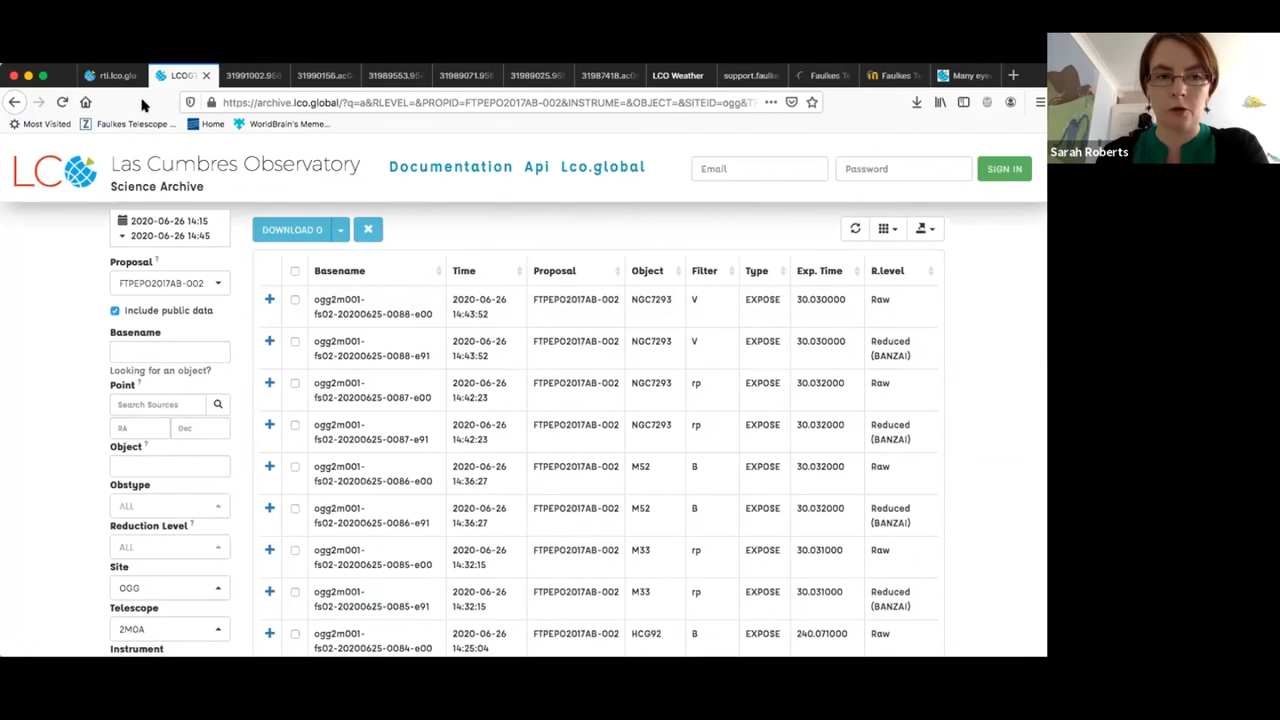 rti.lco.glo
LCOG
31991002.95
31990156.ac
31989553.95
31989071.95
31989025.95
31987418.ac
LCO Weather
support.faulke
Faulkes Te
Faulkes Te
Many eye
https://archive.lco.global/?q=a&RLEVEL=&PROPID=FTPEPO2017AB-002&INSTRUME=&OBJECT=&SITEID=ogg&T
Most Visited
Faulkes Telescope ...
Home
WorldBrain's Meme...
Sarah Roberts
LCO
Las Cumbres Observatory
Science Archive
Documentation Api Lco.global
Email
Password
SIGN IN
2020-06-26 14:15
2020-06-26 14:45
Proposal ?
FTPEPO2017AB-002
Include public data
Basename
Looking for an object?
Point ?
Search Sources
RA
Dec
Object ?
Obstype
ALL
Reduction Level ?
ALL
Site
OGG
Telescope
2M0A
Instrument
DOWNLOAD 0
Basename Time Proposal Object Filter Type Exp. Time R.level
ogg2m001- 2020-06-26 FTPEPO2017AB-002 NGC7293 V EXPOSE 30.030000 Raw
fs02-20200625-0088-e00 14:43:52
ogg2m001- 2020-06-26 FTPEPO2017AB-002 NGC7293 V EXPOSE 30.030000 Reduced
fs02-20200625-0088-e91 14:43:52 (BANZAI)
ogg2m001- 2020-06-26 FTPEPO2017AB-002 NGC7293 rp EXPOSE 30.032000 Raw
fs02-20200625-0087-e00 14:42:23
ogg2m001- 2020-06-26 FTPEPO2017AB-002 NGC7293 rp EXPOSE 30.032000 Reduced
fs02-20200625-0087-e91 14:42:23 (BANZAI)
ogg2m001- 2020-06-26 FTPEPO2017AB-002 M52 B EXPOSE 30.032000 Raw
fs02-20200625-0086-e00 14:36:27
ogg2m001- 2020-06-26 FTPEPO2017AB-002 M52 B EXPOSE 30.032000 Reduced
fs02-20200625-0086-e91 14:36:27 (BANZAI)
ogg2m001- 2020-06-26 FTPEPO2017AB-002 M33 rp EXPOSE 30.031000 Raw
fs02-20200625-0085-e00 14:32:15
ogg2m001- 2020-06-26 FTPEPO2017AB-002 M33 rp EXPOSE 30.031000 Reduced
fs02-20200625-0085-e91 14:32:15 (BANZAI)
ogg2m001- 2020-06-26 FTPEPO2017AB-002 HCG92 B EXPOSE 240.071000 Raw
fs02-20200625-0084-e00 14:25:04